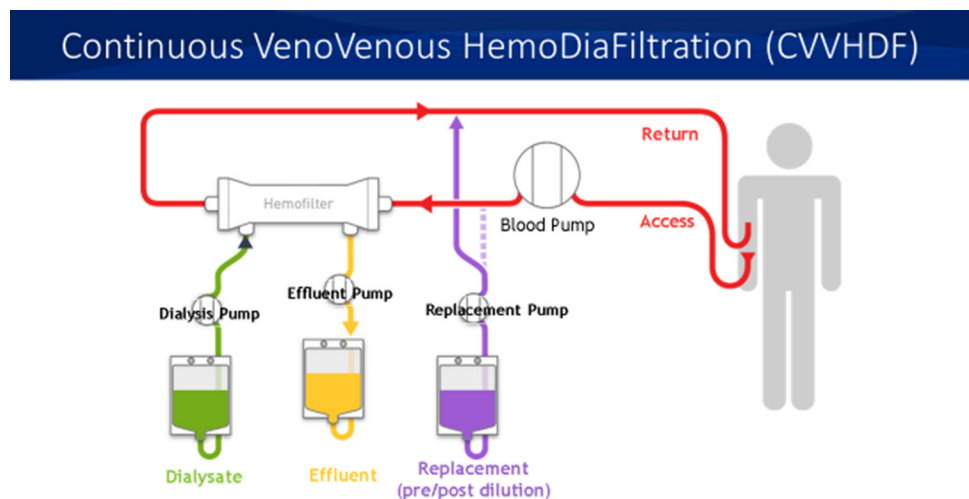 Continuous VenoVenous HemoDiaFiltration (CVVHDF)
Return
Hemofilter
Blood Pump
Access
Effluent Pump
Dialysis Pump
Replacement Pump
Dialysate
Effluent
Replacement
(pre/post dilution)